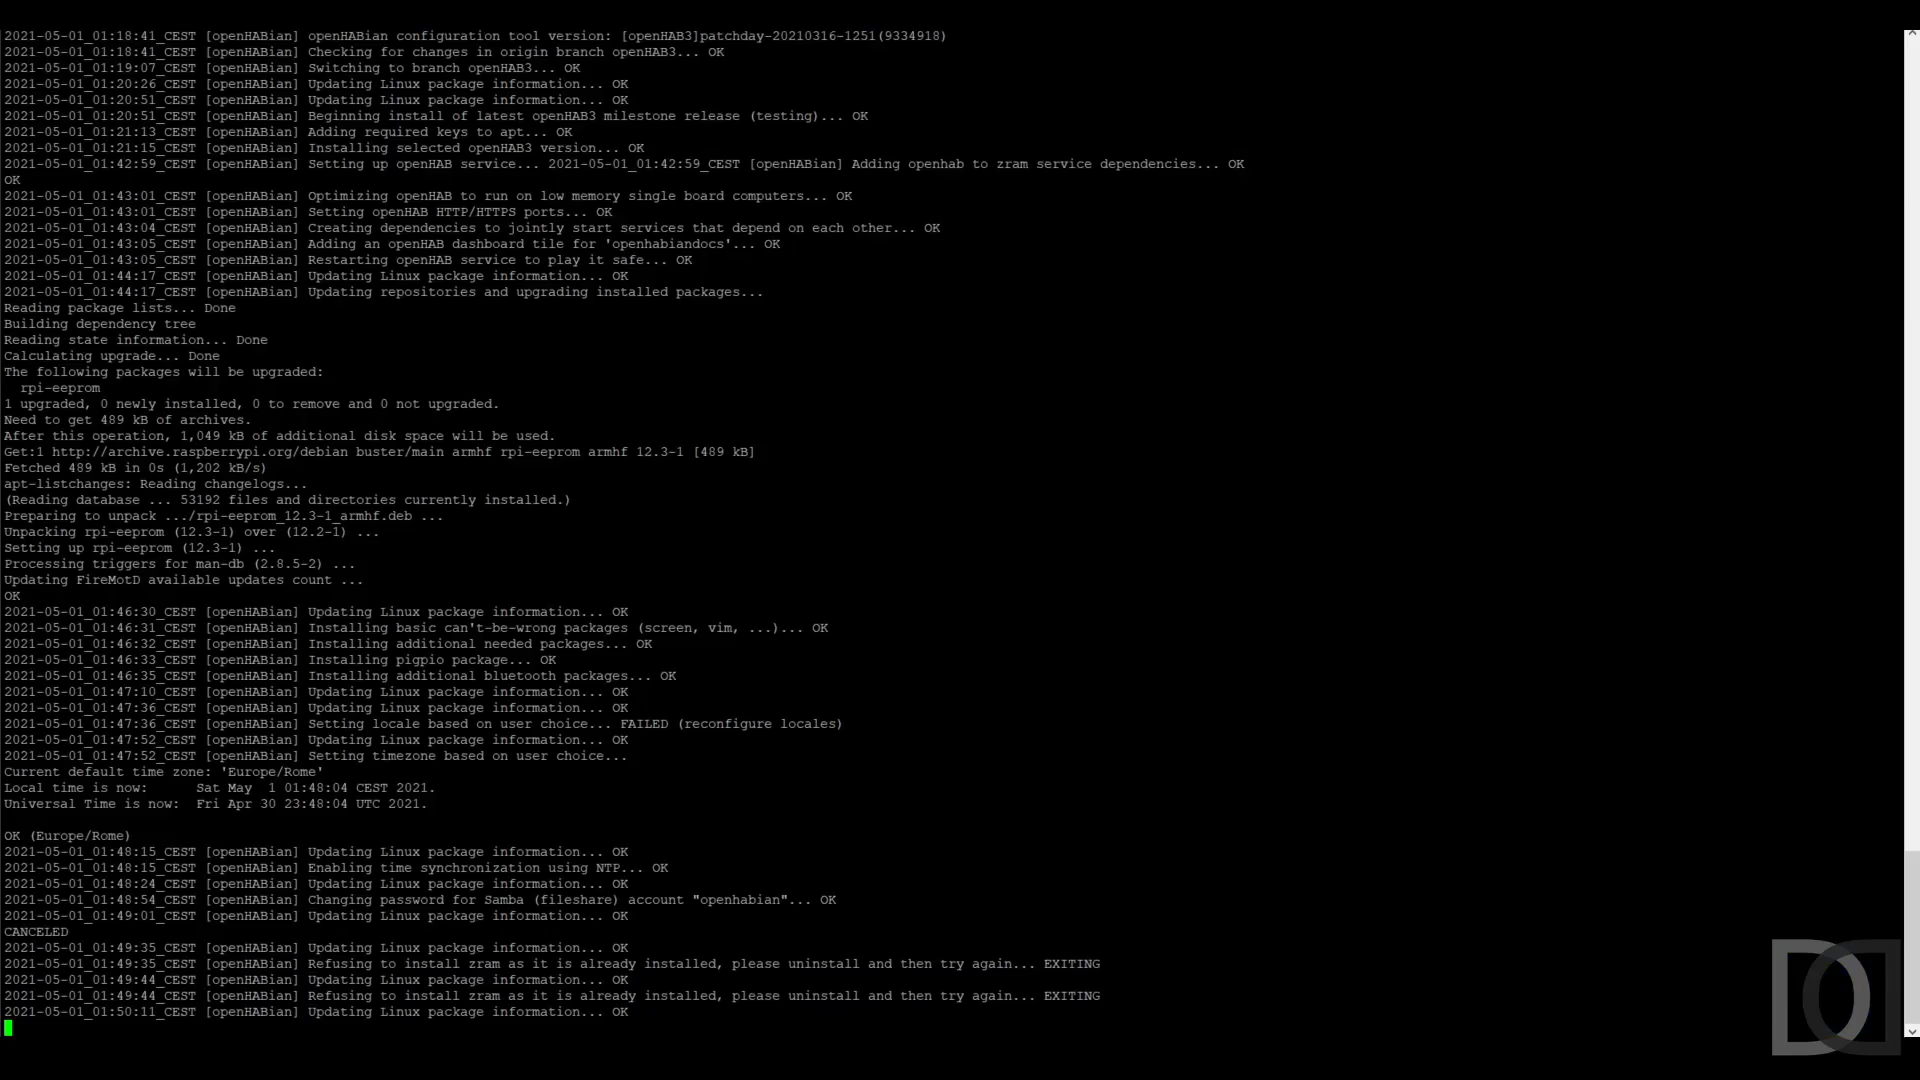 2021-05-01_01:18:41_CEST [openHABian] openHABian configuration tool version: [openHAB3]patchday-20210316-1251(9334918)
2021-05-01_01:18:41_CEST [openHABian] Checking for changes in origin branch openHAB3... OK
2021-05-01_01:19:07_CEST [openHABian] Switching to branch openHAB3... OK
2021-05-01_01:20:26_CEST [openHABian] Updating Linux package information... OK
2021-05-01_01:20:51_CEST [openHABian] Updating Linux package information... OK
2021-05-01_01:20:51_CEST [openHABian] Beginning install of latest openHAB3 milestone release (testing)... OK
2021-05-01_01:21:13_CEST [openHABian] Adding required keys to apt... OK
2021-05-01_01:21:15_CEST [openHABian] Installing selected openHAB3 version... OK
2021-05-01_01:42:59_CEST [openHABian] Setting up openHAB service... 2021-05-01_01:42:59_CEST [openHABian] Adding openhab to zram service dependencies... OK
OK
2021-05-01_01:43:01_CEST [openHABian] Optimizing openHAB to run on low memory single board computers... OK
2021-05-01_01:43:01_CEST [openHABian] Setting openHAB HTTP/HTTPS ports... OK
2021-05-01_01:43:04_CEST [openHABian] Creating dependencies to jointly start services that depend on each other... OK
2021-05-01_01:43:05_CEST [openHABian] Adding an openHAB dashboard tile for 'openhabiandocs'... OK
2021-05-01_01:43:05_CEST [openHABian] Restarting openHAB service to play it safe... OK
2021-05-01_01:44:17_CEST [openHABian] Updating Linux package information... OK
2021-05-01_01:44:17_CEST [openHABian] Updating repositories and upgrading installed packages...
Reading package lists... Done
Building dependency tree
Reading state information... Done
Calculating upgrade... Done
The following packages will be upgraded:
  rpi-eeprom
1 upgraded, 0 newly installed, 0 to remove and 0 not upgraded.
Need to get 489 kB of archives.
After this operation, 1,049 kB of additional disk space will be used.
Get:1 http://archive.raspberrypi.org/debian buster/main armhf rpi-eeprom armhf 12.3-1 [489 kB]
Fetched 489 kB in 0s (1,202 kB/s)
apt-listchanges: Reading changelogs...
(Reading database ... 53192 files and directories currently installed.)
Preparing to unpack .../rpi-eeprom_12.3-1_armhf.deb ...
Unpacking rpi-eeprom (12.3-1) over (12.2-1) ...
Setting up rpi-eeprom (12.3-1) ...
Processing triggers for man-db (2.8.5-2) ...
Updating FireMotD available updates count ...
OK
2021-05-01_01:46:30_CEST [openHABian] Updating Linux package information... OK
2021-05-01_01:46:31_CEST [openHABian] Installing basic can't-be-wrong packages (screen, vim, ...)... OK
2021-05-01_01:46:32_CEST [openHABian] Installing additional needed packages... OK
2021-05-01_01:46:33_CEST [openHABian] Installing pigpio package... OK
2021-05-01_01:46:35_CEST [openHABian] Installing additional bluetooth packages... OK
2021-05-01_01:47:10_CEST [openHABian] Updating Linux package information... OK
2021-05-01_01:47:36_CEST [openHABian] Updating Linux package information... OK
2021-05-01_01:47:36_CEST [openHABian] Setting locale based on user choice... FAILED (reconfigure locales)
2021-05-01_01:47:52_CEST [openHABian] Updating Linux package information... OK
2021-05-01_01:47:52_CEST [openHABian] Setting timezone based on user choice...
Current default time zone: 'Europe/Rome'
Local time is now:      Sat May  1 01:48:04 CEST 2021.
Universal Time is now:  Fri Apr 30 23:48:04 UTC 2021.
OK (Europe/Rome)
2021-05-01_01:48:15_CEST [openHABian] Updating Linux package information... OK
2021-05-01_01:48:15_CEST [openHABian] Enabling time synchronization using NTP... OK
2021-05-01_01:48:24_CEST [openHABian] Updating Linux package information... OK
2021-05-01_01:48:54_CEST [openHABian] Changing password for Samba (fileshare) account "openhabian"... OK
2021-05-01_01:49:01_CEST [openHABian] Updating Linux package information... OK
CANCELED
2021-05-01_01:49:35_CEST [openHABian] Updating Linux package information... OK
2021-05-01_01:49:35_CEST [openHABian] Refusing to install zram as it is already installed, please uninstall and then try again... EXITING
2021-05-01_01:49:44_CEST [openHABian] Updating Linux package information... OK
2021-05-01_01:49:44_CEST [openHABian] Refusing to install zram as it is already installed, please uninstall and then try again... EXITING
2021-05-01_01:50:11_CEST [openHABian] Updating Linux package information... OK